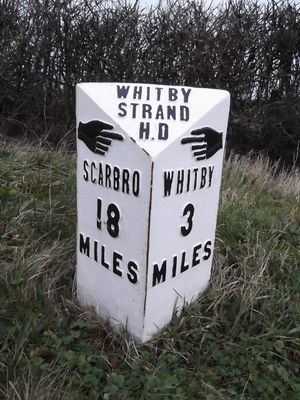 WHITBY
STRAND
H.D
SCARBRO
18
MILES
WHITBY
3
MILES